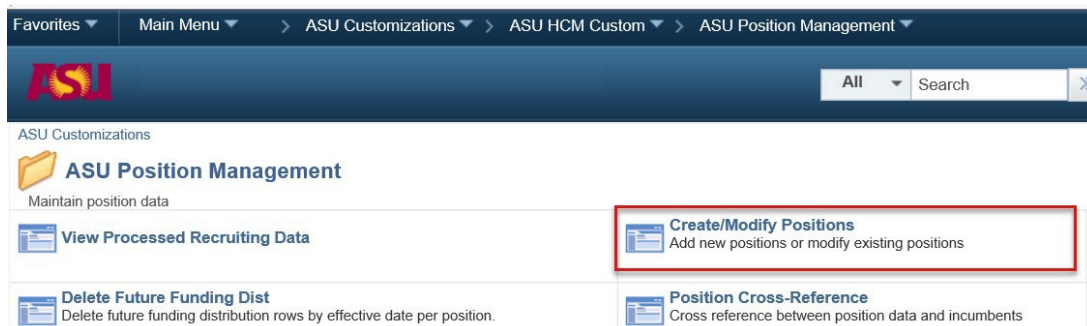 Favorites Main Menu > ASU Customizations > ASU HCM Custom > ASU Position Management
ASU All Search
ASU Customizations
ASU Position Management
Maintain position data
View Processed Recruiting Data
Create/Modify Positions
Add new positions or modify existing positions
Delete Future Funding Dist
Delete future funding distribution rows by effective date per position.
Position Cross-Reference
Cross reference between position data and incumbents